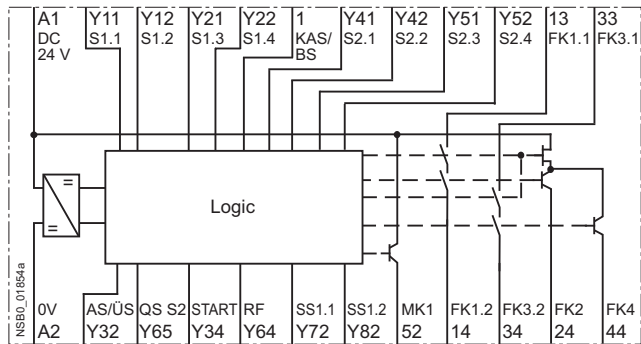 A1 Y11 Y12 Y21 Y22 1 Y41 Y42 Y51 Y52 13 33
DC S1.1 S1.2 S1.3 S1.4 KAS/ S2.1 S2.2 S2.3 S2.4 FK1.1 FK3.1
24 V BS
=
Logic
=
NSB0_01854a
0V AS/ÜS QS S2 START RF SS1.1 SS1.2 MK1 FK1.2 FK3.2 FK2 FK4
A2 Y32 Y65 Y34 Y64 Y72 Y82 52 14 34 24 44